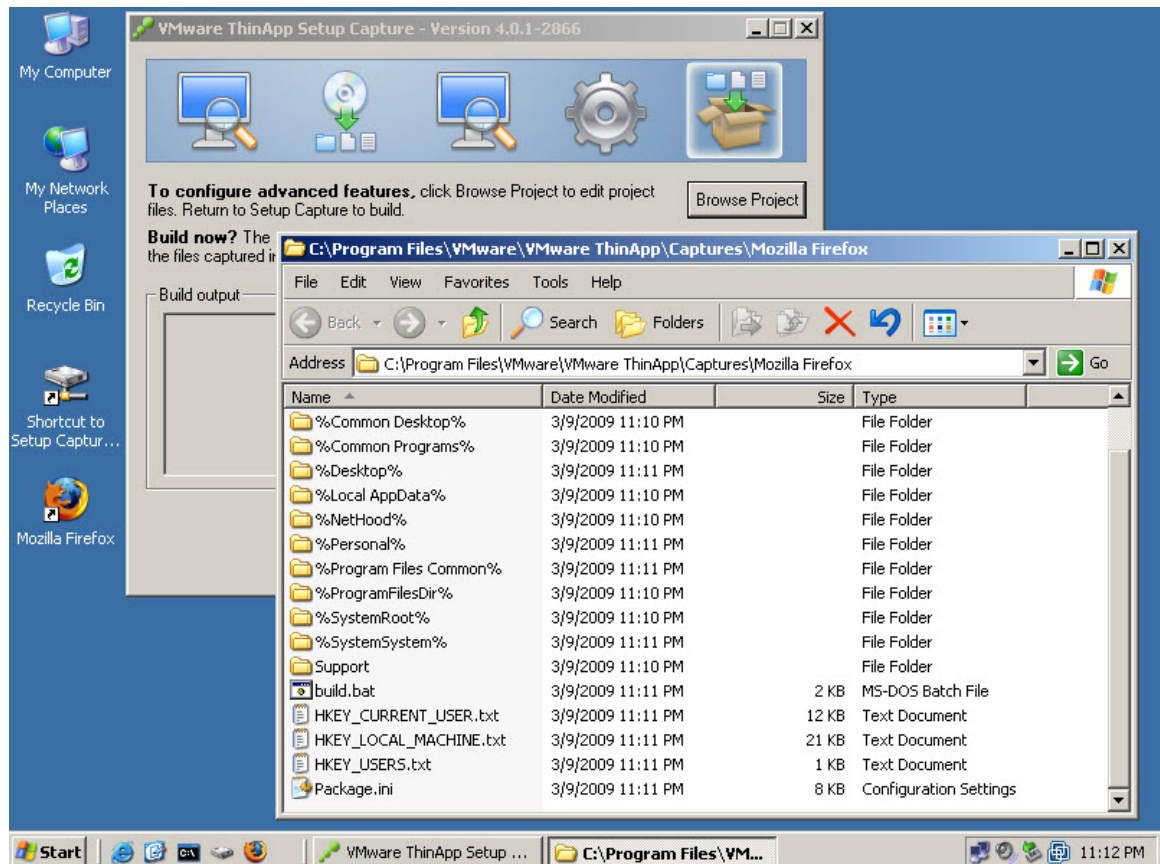 My Computer
My Network
Places
Recycle Bin
Shortcut to
Setup Captur...
Mozilla Firefox
VMware ThinApp Setup Capture - Version 4.0.1-2866
To configure advanced features, click Browse Project to edit project
files. Return to Setup Capture to build.
Browse Project
Build now? The
the files captured
Build output
C:\Program Files\VMware\VMware ThinApp\Captures\Mozilla Firefox
File Edit View Favorites Tools Help
Back Search Folders
Address C:\Program Files\VMware\VMware ThinApp\Captures\Mozilla Firefox Go
Name Date Modified Size Type
%Common Desktop% 3/9/2009 11:10 PM File Folder
%Common Programs% 3/9/2009 11:10 PM File Folder
%Desktop% 3/9/2009 11:11 PM File Folder
%Local AppData% 3/9/2009 11:10 PM File Folder
%NetHood% 3/9/2009 11:10 PM File Folder
%Personal% 3/9/2009 11:11 PM File Folder
%Program Files Common% 3/9/2009 11:11 PM File Folder
%ProgramFilesDir% 3/9/2009 11:10 PM File Folder
%SystemRoot% 3/9/2009 11:10 PM File Folder
%SystemSystem% 3/9/2009 11:11 PM File Folder
Support 3/9/2009 11:10 PM File Folder
build.bat 3/9/2009 11:11 PM 2 KB MS-DOS Batch File
HKEY_CURRENT_USER.txt 3/9/2009 11:11 PM 12 KB Text Document
HKEY_LOCAL_MACHINE.txt 3/9/2009 11:11 PM 21 KB Text Document
HKEY_USERS.txt 3/9/2009 11:11 PM 1 KB Text Document
Package.ini 3/9/2009 11:11 PM 8 KB Configuration Settings
Start VMware ThinApp Setup ... C:\Program Files\VM... 11:12 PM